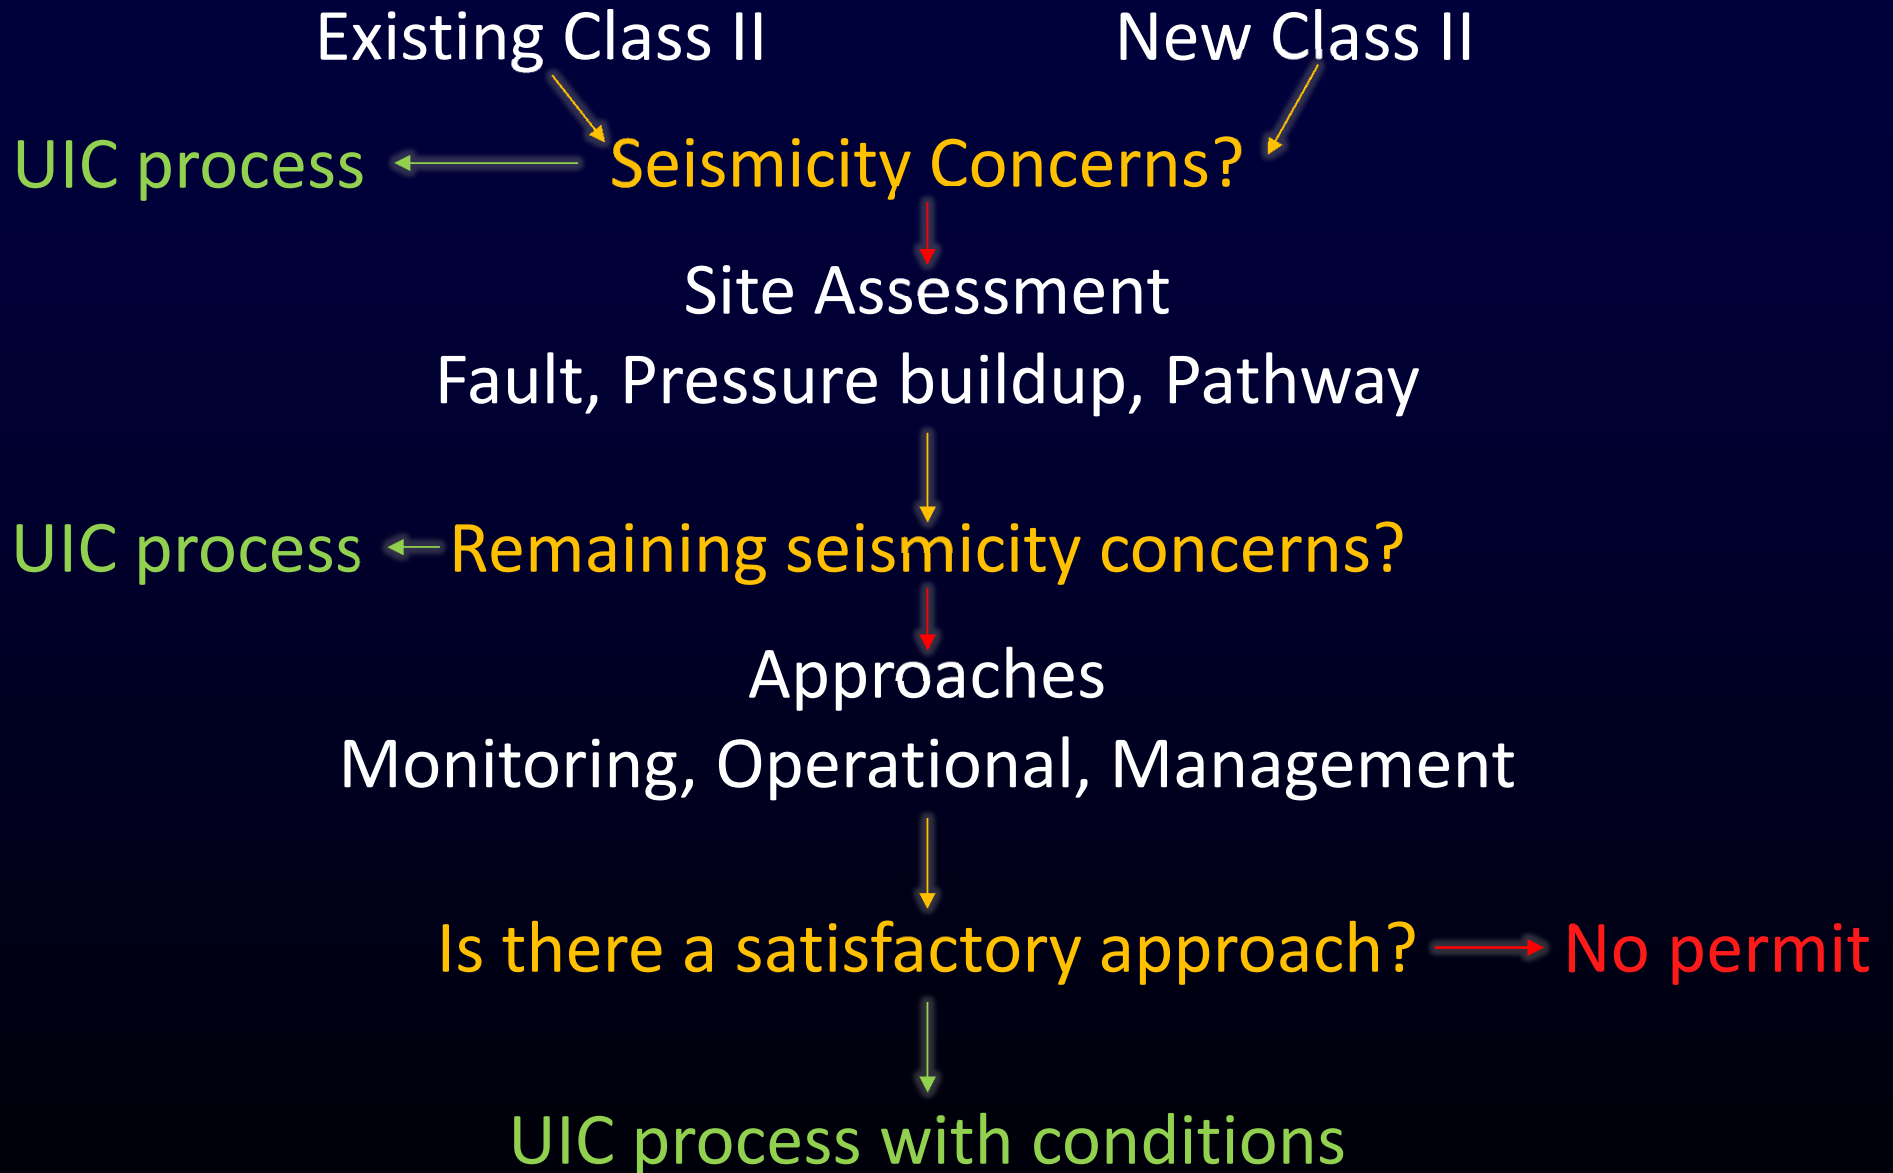 Existing Class II
New Class II
UIC process
Seismicity Concerns?
Site Assessment
Fault, Pressure buildup, Pathway
UIC process
Remaining seismicity concerns?
Approaches
Monitoring, Operational, Management
Is there a satisfactory approach?
No permit
UIC process with conditions